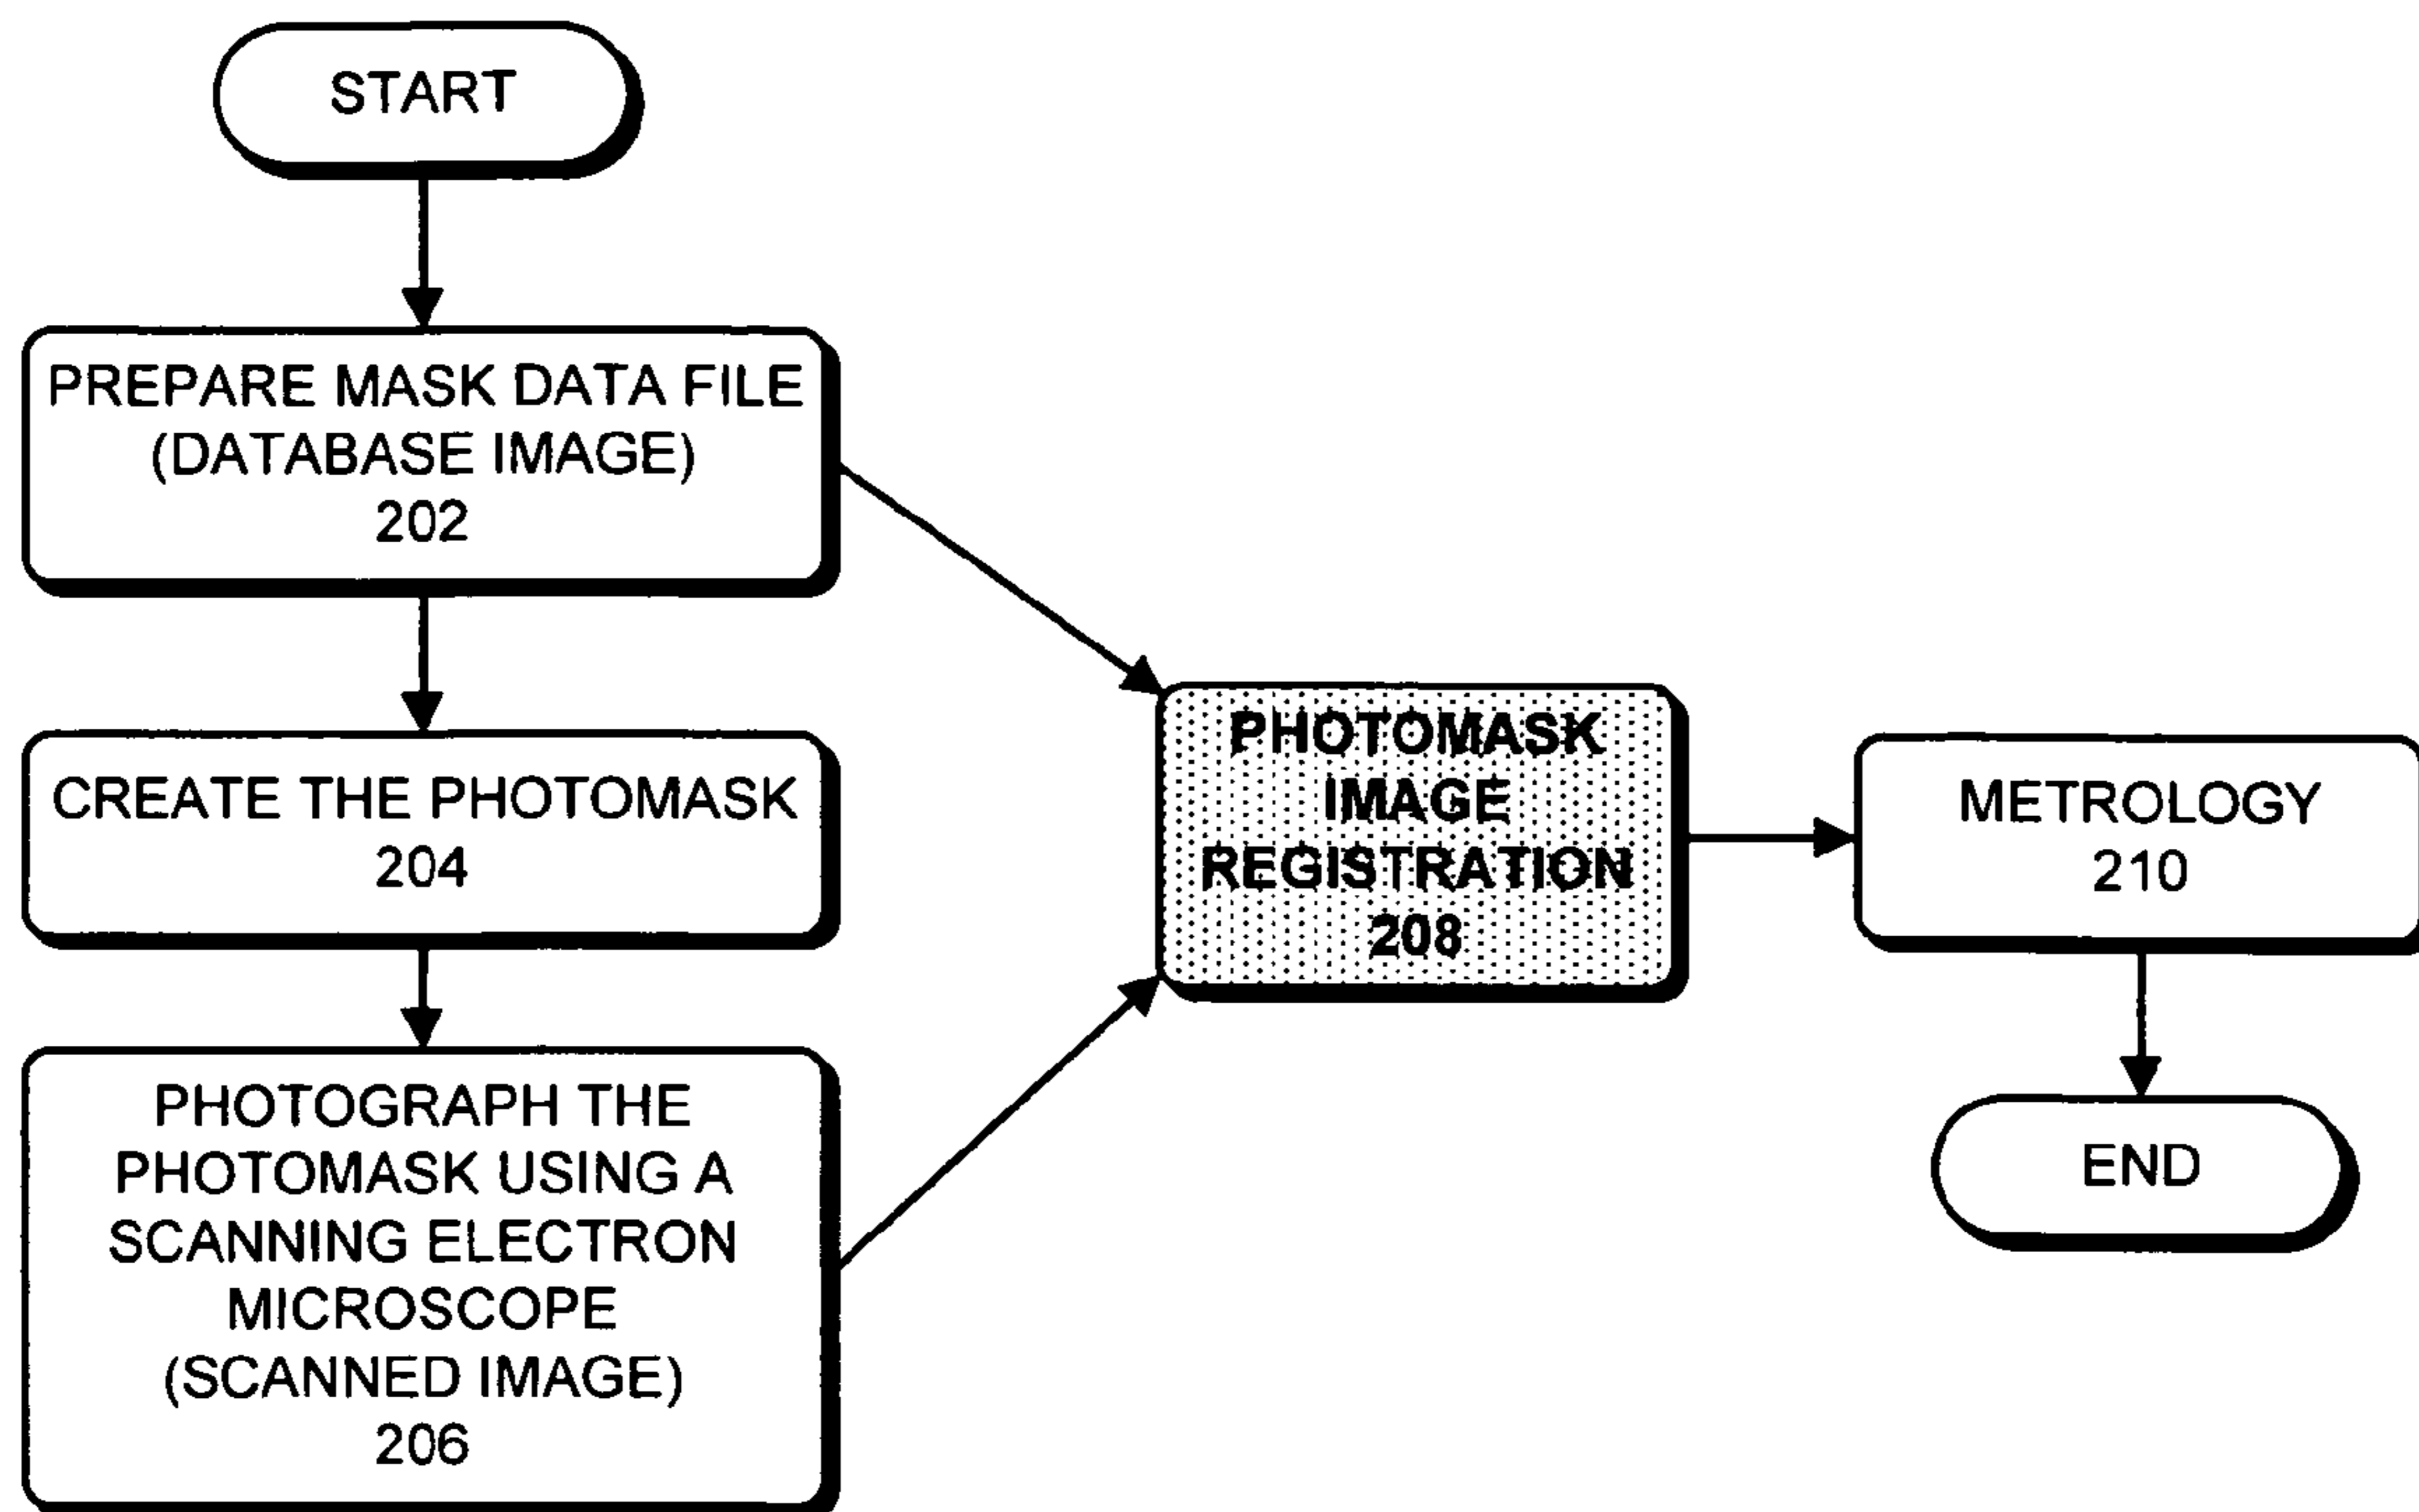 START
PREPARE MASK DATA FILE
(DATABASE IMAGE)
202
CREATE THE PHOTOMASK
204
PHOTOGRAPH THE
PHOTOMASK USING A
SCANNING ELECTRON
MICROSCOPE
(SCANNED IMAGE)
206
PHOTOMASK
IMAGE
REGISTRATION
208
METROLOGY
210
END